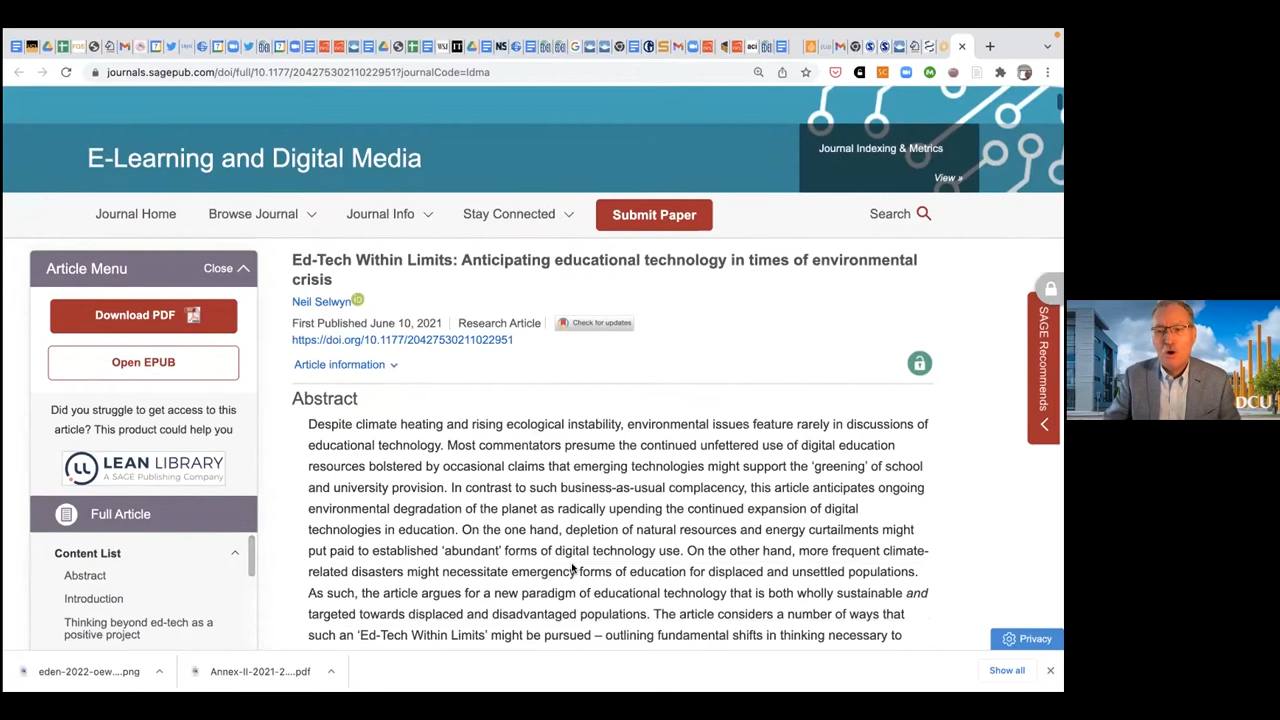 journals.sagepub.com/doi/full/10.1177/20427530211022951?journalCode=ldma
E-Learning and Digital Media
Journal Indexing & Metrics
View »
Journal Home
Browse Journal
Journal Info
Stay Connected
Submit Paper
Search
Article Menu
Close
Download PDF
Open EPUB
Did you struggle to get access to this
article? This product could help you
LEAN LIBRARY
A SAGE Publishing Company
Full Article
Content List
Abstract
Introduction
Thinking beyond ed-tech as a
positive project
Ed-Tech Within Limits: Anticipating educational technology in times of environmental
crisis
Neil Selwyn
First Published June 10, 2021
Research Article
Check for updates
https://doi.org/10.1177/20427530211022951
Article information
Abstract
Despite climate heating and rising ecological instability, environmental issues feature rarely in discussions of
educational technology. Most commentators presume the continued unfettered use of digital education
resources bolstered by occasional claims that emerging technologies might support the ‘greening’ of school
and university provision. In contrast to such business-as-usual complacency, this article anticipates ongoing
environmental degradation of the planet as radically upending the continued expansion of digital
technologies in education. On the one hand, depletion of natural resources and energy curtailments might
put paid to established ‘abundant’ forms of digital technology use. On the other hand, more frequent climate-
related disasters might necessitate emergency forms of education for displaced and unsettled populations.
As such, the article argues for a new paradigm of educational technology that is both wholly sustainable and
targeted towards displaced and disadvantaged populations. The article considers a number of ways that
such an ‘Ed-Tech Within Limits’ might be pursued – outlining fundamental shifts in thinking necessary to
SAGE Recommends
Privacy
eden-2022-oew....png
Annex-II-2021-2....pdf
Show all
DCU